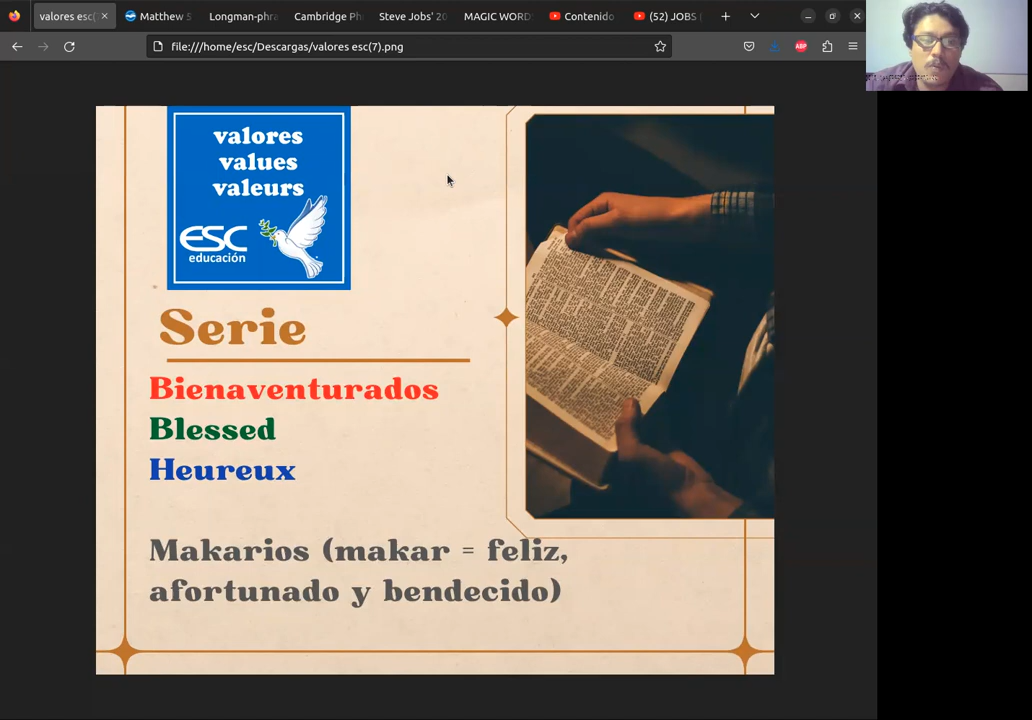 valores esc(
Matthew 5
Longman-phra
Cambridge Ph
Steve Jobs' 20
MAGIC WORD
Contenido
(52) JOBS
file:///home/esc/Descargas/valores esc(7).png
ABP
valores
values
valeurs
ESC
educación
Serie
Bienaventurados
Blessed
Heureux
Makarios (makar = feliz,
afortunado y bendecido)